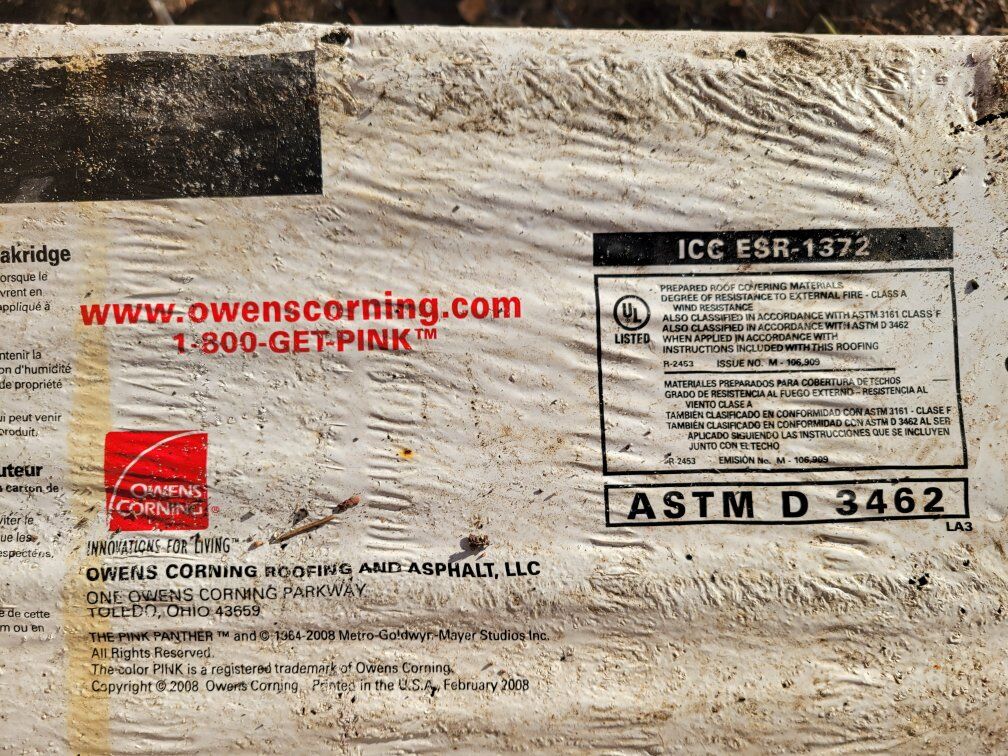 akridge
orsque le
vrent en
appliqué à
ntenir la
on d'humidité
de propriété
ui peut venir
produit.
uteur
e carton de
viter le
ue les
espectées,
e de cette
m ou en
www.owenscorning.com
1-800-GET-PINK™
OWENS
CORNING®
INNOVATIONS FOR LIVING™
OWENS CORNING ROOFING AND ASPHALT, LLC
ONE OWENS CORNING PARKWAY
TOLEDO, OHIO 43659
THE PINK PANTHER™ and © 1964-2008 Metro-Goldwyn-Mayer Studios Inc.
All Rights Reserved.
The color PINK is a registered trademark of Owens Corning.
Copyright © 2008 Owens Corning. Printed in the U.S.A., February 2008
ICC ESR-1372
UL
LISTED
PREPARED ROOF COVERING MATERIALS
DEGREE OF RESISTANCE TO EXTERNAL FIRE - CLASS A
WIND RESISTANCE
ALSO CLASSIFIED IN ACCORDANCE WITH ASTM 3161 CLASS F
ALSO CLASSIFIED IN ACCORDANCE WITH ASTM D 3462
WHEN APPLIED IN ACCORDANCE WITH
INSTRUCTIONS INCLUDED WITH THIS ROOFING
R-2453 ISSUE NO. M - 106,909
MATERIALES PREPARADOS PARA COBERTURA DE TECHOS
GRADO DE RESISTENCIA AL FUEGO EXTERNO - RESISTENCIA AL
VIENTO CLASE A
TAMBIÉN CLASIFICADO EN CONFORMIDAD CON ASTM 3161 - CLASE F
TAMBIÉN CLASIFICADO EN CONFORMIDAD CON ASTM D 3462 AL SER
APLICADO SIGUIENDO LAS INSTRUCCIONES QUE SE INCLUYEN
JUNTO CON EL TECHO
R-2453 EMISIÓN No. M - 106,909
ASTM D 3462
LA3